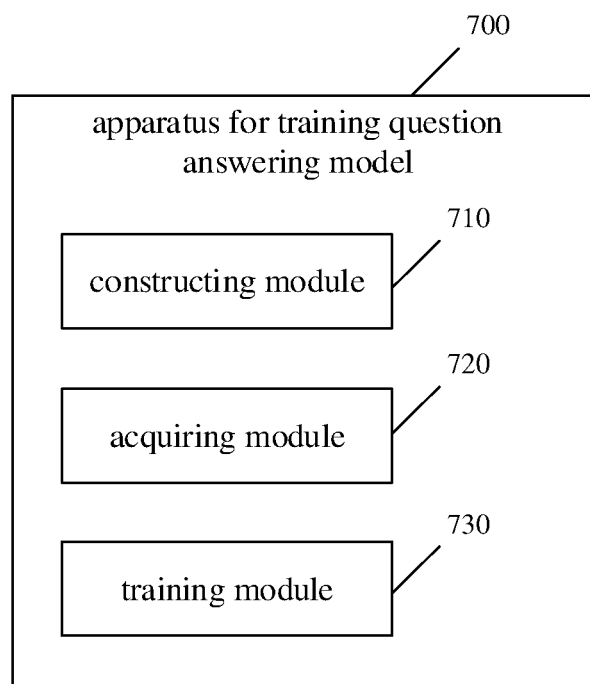 700
apparatus for training question
answering model
710
constructing module
720
acquiring module
730
training module